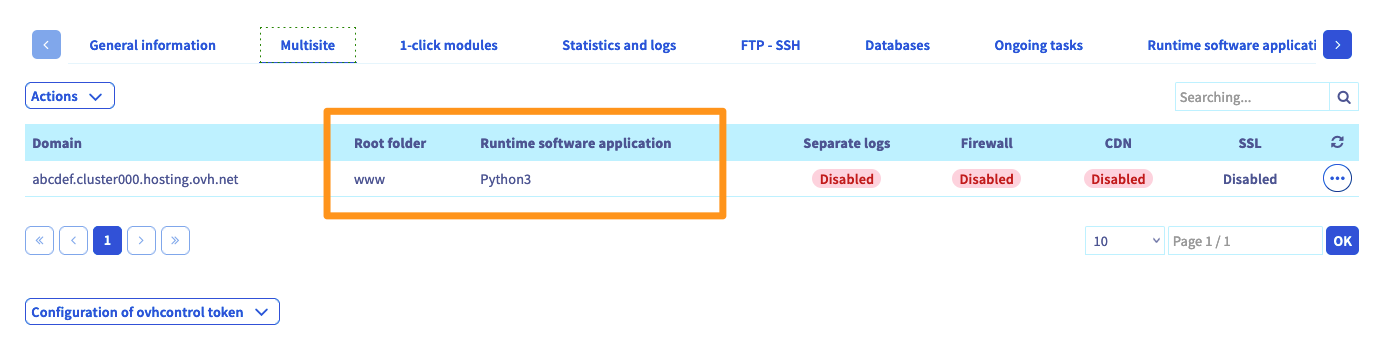 General information Multisite 1-click modules Statistics and logs FTP - SSH Databases Ongoing tasks Runtime software applicati
Actions
Searching...
Domain Root folder Runtime software application Separate logs Firewall CDN SSL
abcdef.cluster000.hosting.ovh.net www Python3 Disabled Disabled Disabled Disabled
« ‹ 1 › » 10 Page 1 / 1 OK
Configuration of ovhcontrol token